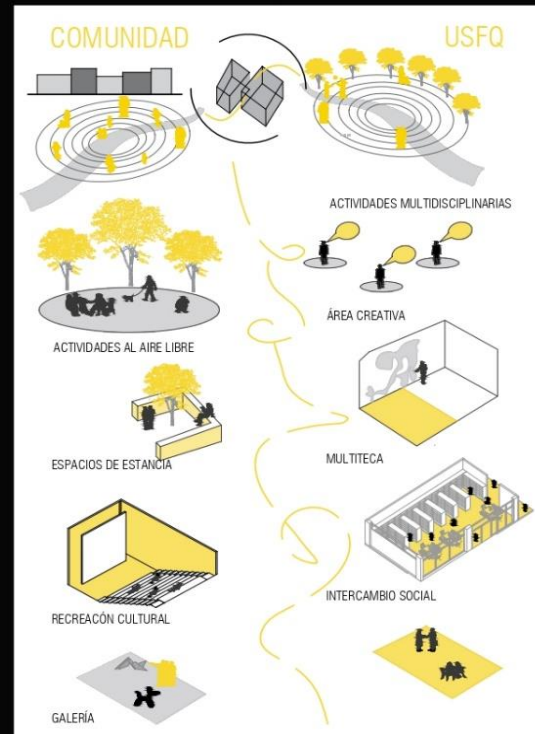 COMUNIDAD
USFQ
ACTIVIDADES MULTIDISCIPLINARIAS
ACTIVIDADES AL AIRE LIBRE
ÁREA CREATIVA
ESPACIOS DE ESTANCIA
MULTITECA
RECREACÓN CULTURAL
INTERCAMBIO SOCIAL
GALERÍA